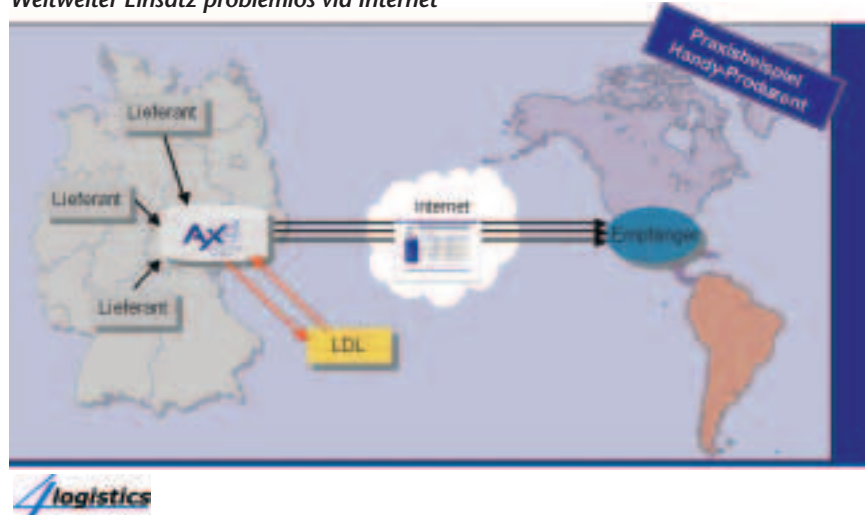 Weltweiter Einsatz problemlos via Internet
Praxisbeispiel
Handy-Produzent
Lieferant
Lieferant
Internet
AX
Empfänger
Lieferant
LDL
4logistics